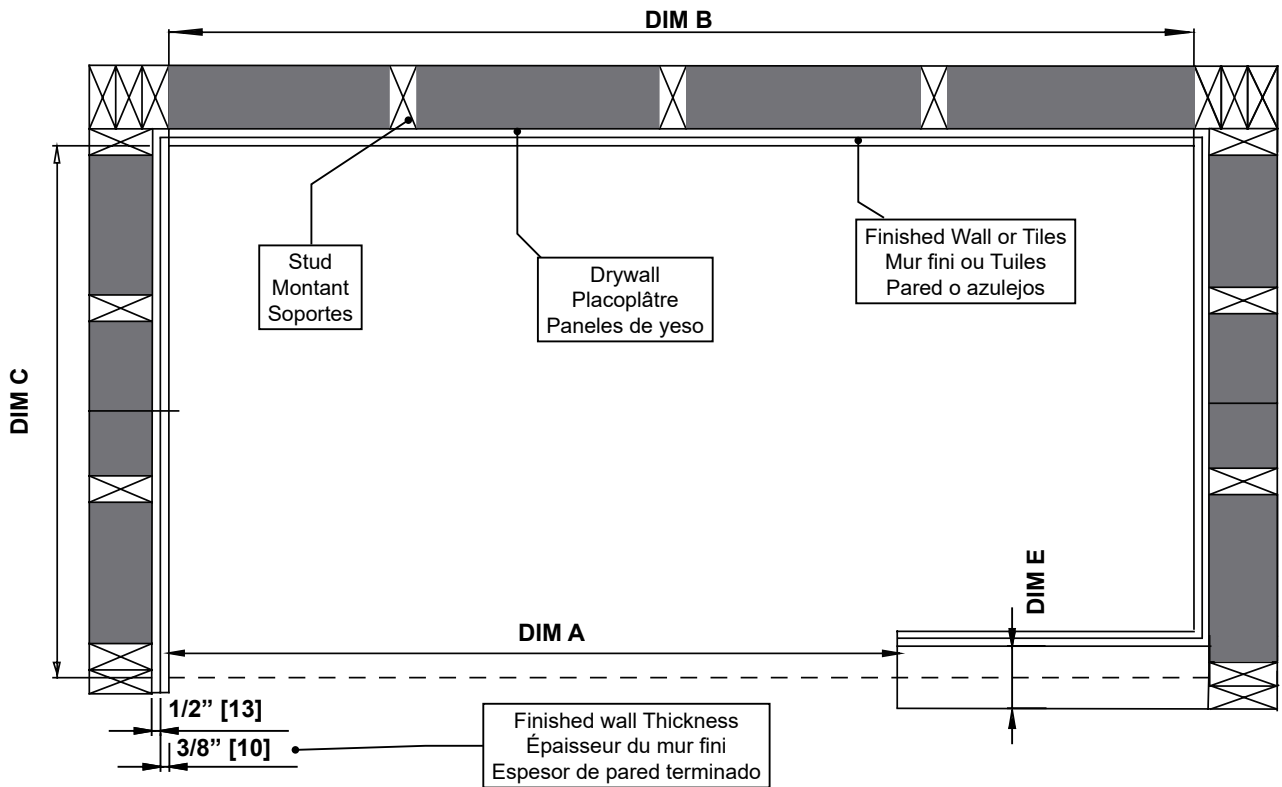 DIM B
Stud
Montant
Soportes
Drywall
Placoplâtre
Paneles de yeso
Finished Wall or Tiles
Mur fini ou Tuiles
Pared o azulejos
DIM C
DIM E
DIM A
1/2” [13]
3/8” [10]
Finished wall Thickness
Épaisseur du mur fini
Espesor de pared terminado